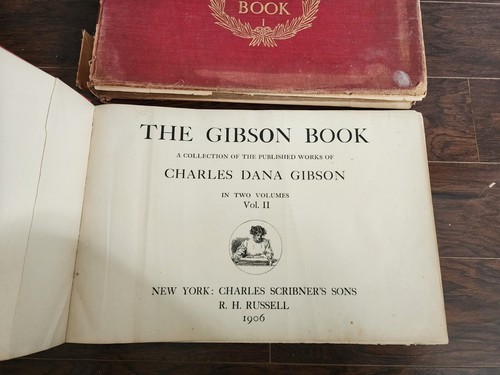 BOOK
I
THE GIBSON BOOK
A COLLECTION OF THE PUBLISHED WORKS OF
CHARLES DANA GIBSON
IN TWO VOLUMES
Vol. II
NEW YORK: CHARLES SCRIBNER'S SONS
R. H. RUSSELL
1906